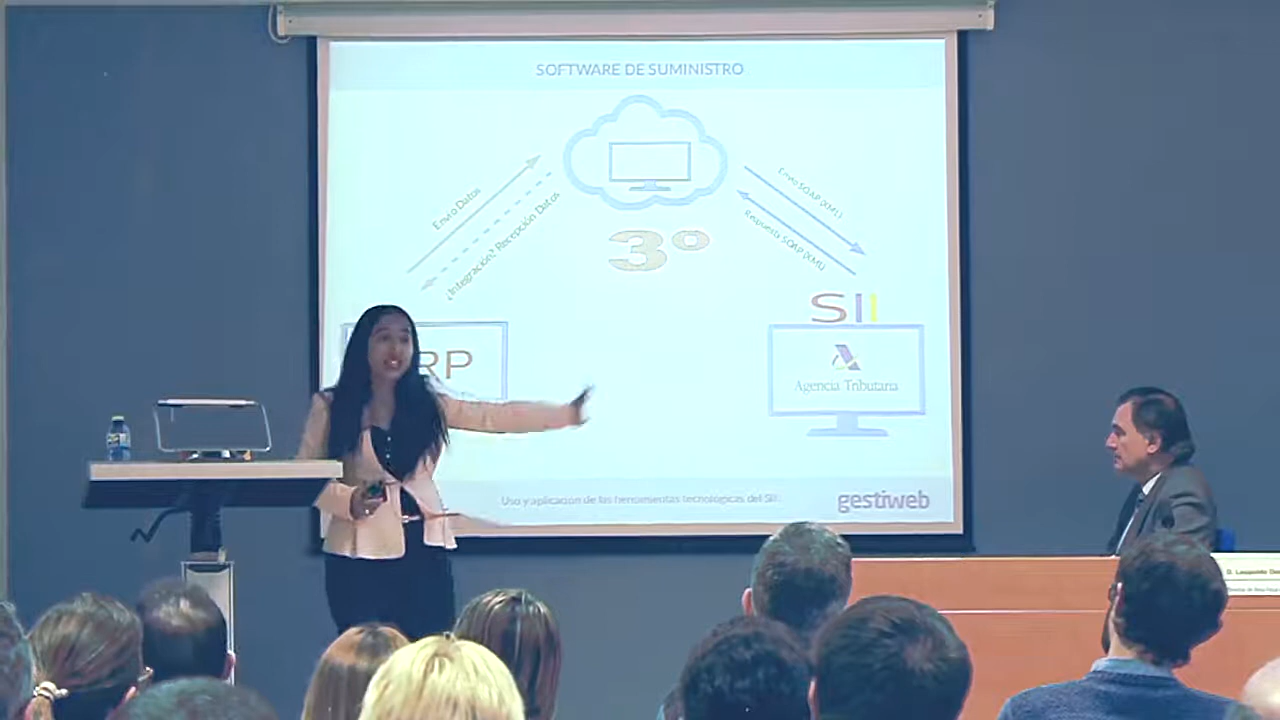 SOFTWARE DE SUMINISTRO
Envío Datos
¿Integración? Recepción Datos
Envío SOAP (XML)
Respuesta SOAP (XML)
3º
SII
RP
Agencia Tributaria
Uso y aplicación de las herramientas tecnológicas del SII
gestiweb
D. Leopoldo